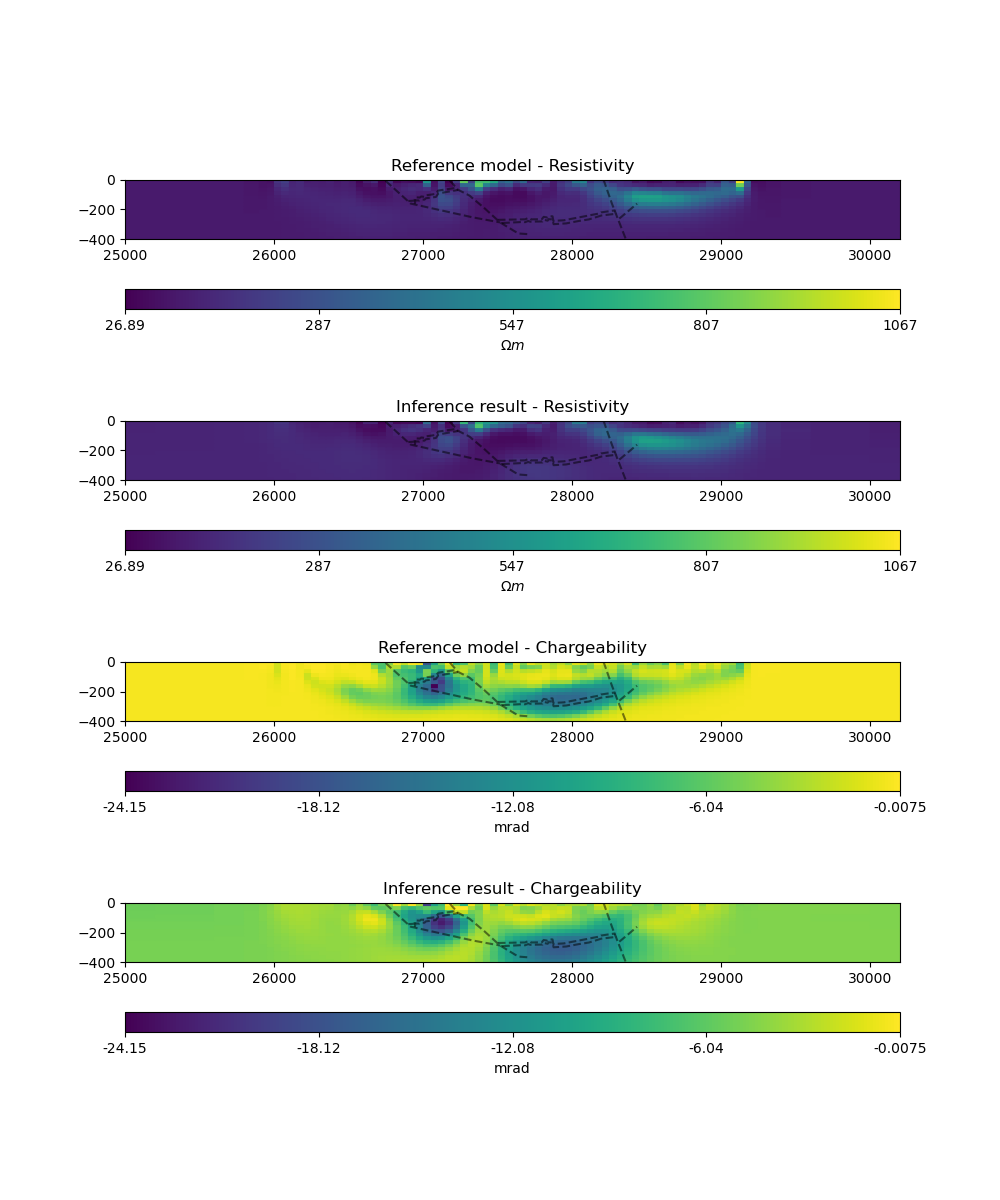 Reference model - Resistivity
0
−200
−400
25000 26000 27000 28000 29000 30000
26.89 287 547 807 1067
Ωm
Inference result - Resistivity
0
−200
−400
25000 26000 27000 28000 29000 30000
26.89 287 547 807 1067
Ωm
Reference model - Chargeability
0
−200
−400
25000 26000 27000 28000 29000 30000
-24.15 -18.12 -12.08 -6.04 -0.0075
mrad
Inference result - Chargeability
0
−200
−400
25000 26000 27000 28000 29000 30000
-24.15 -18.12 -12.08 -6.04 -0.0075
mrad